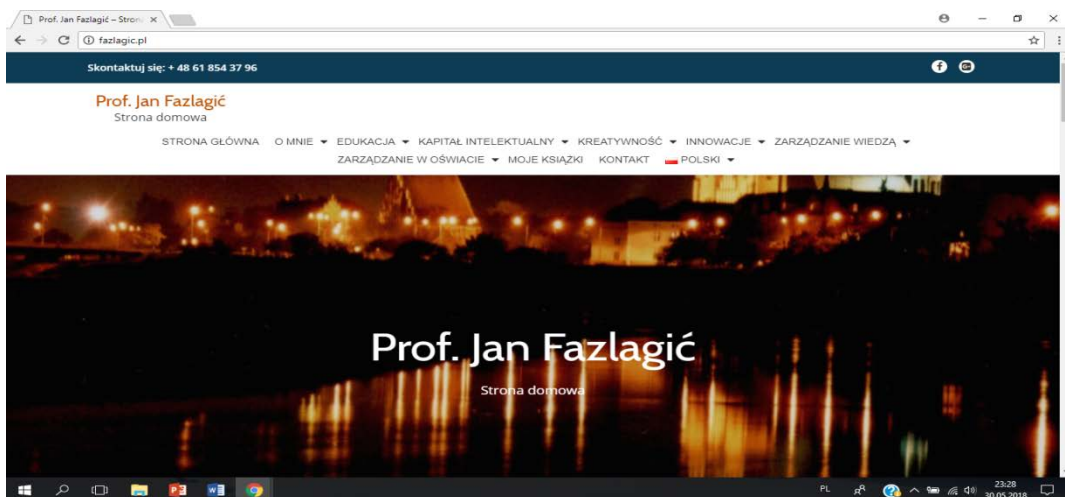 Prof. Jan Fazlagić – Stron
fazlagic.pl
Skontaktuj się: + 48 61 854 37 96
Prof. Jan Fazlagić
Strona domowa
STRONA GŁÓWNA O MNIE EDUKACJA KAPITAŁ INTELEKTUALNY KREATYWNOŚĆ INNOWACJE ZARZĄDZANIE WIEDZĄ
ZARZĄDZANIE W OŚWIACIE MOJE KSIĄŻKI KONTAKT POLSKI
Prof. Jan Fazlagić
Strona domowa
PL
23:28
30.05.2018